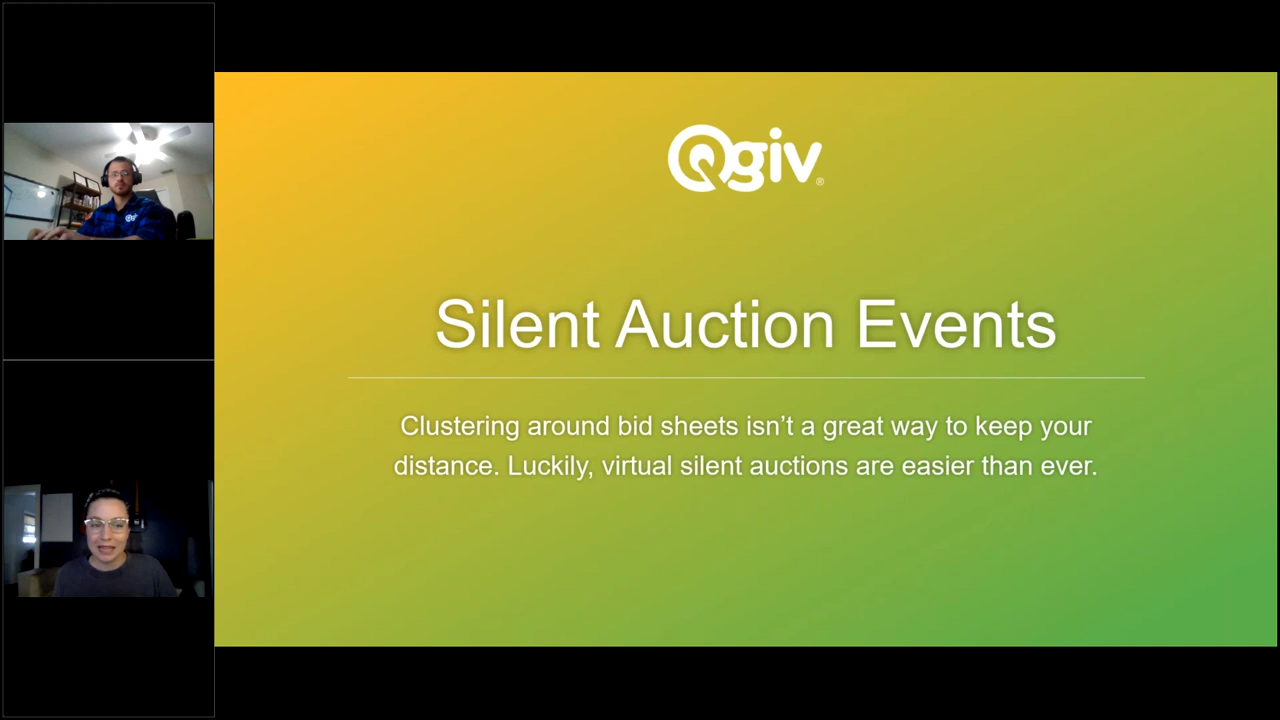 Qgiv®
Silent Auction Events
Clustering around bid sheets isn’t a great way to keep your
distance. Luckily, virtual silent auctions are easier than ever.